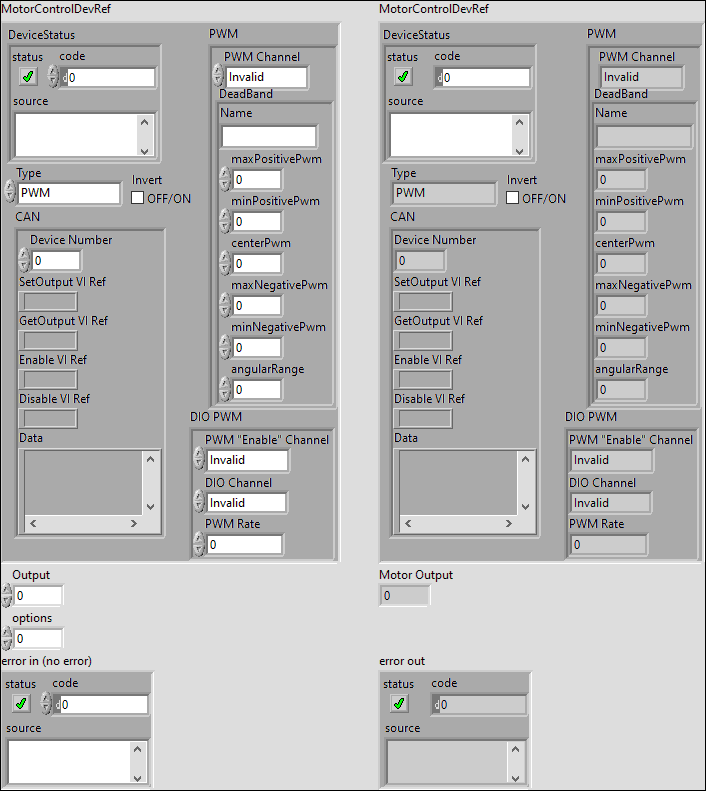 MotorControlDevRef
DeviceStatus
status code
d 0
source
Type
PWM
Invert
OFF/ON
CAN
Device Number
0
SetOutput VI Ref
GetOutput VI Ref
Enable VI Ref
Disable VI Ref
Data
PWM
PWM Channel
Invalid
DeadBand
Name
maxPositivePwm
0
minPositivePwm
0
centerPwm
0
maxNegativePwm
0
minNegativePwm
0
angularRange
0
DIO PWM
PWM "Enable" Channel
Invalid
DIO Channel
Invalid
PWM Rate
0
Output
0
options
0
error in (no error)
status code
d 0
source
MotorControlDevRef
DeviceStatus
status code
d 0
source
Type
PWM
Invert
OFF/ON
CAN
Device Number
0
SetOutput VI Ref
GetOutput VI Ref
Enable VI Ref
Disable VI Ref
Data
PWM
PWM Channel
Invalid
DeadBand
Name
maxPositivePwm
0
minPositivePwm
0
centerPwm
0
maxNegativePwm
0
minNegativePwm
0
angularRange
0
DIO PWM
PWM "Enable" Channel
Invalid
DIO Channel
Invalid
PWM Rate
0
Motor Output
0
error out
status code
d 0
source